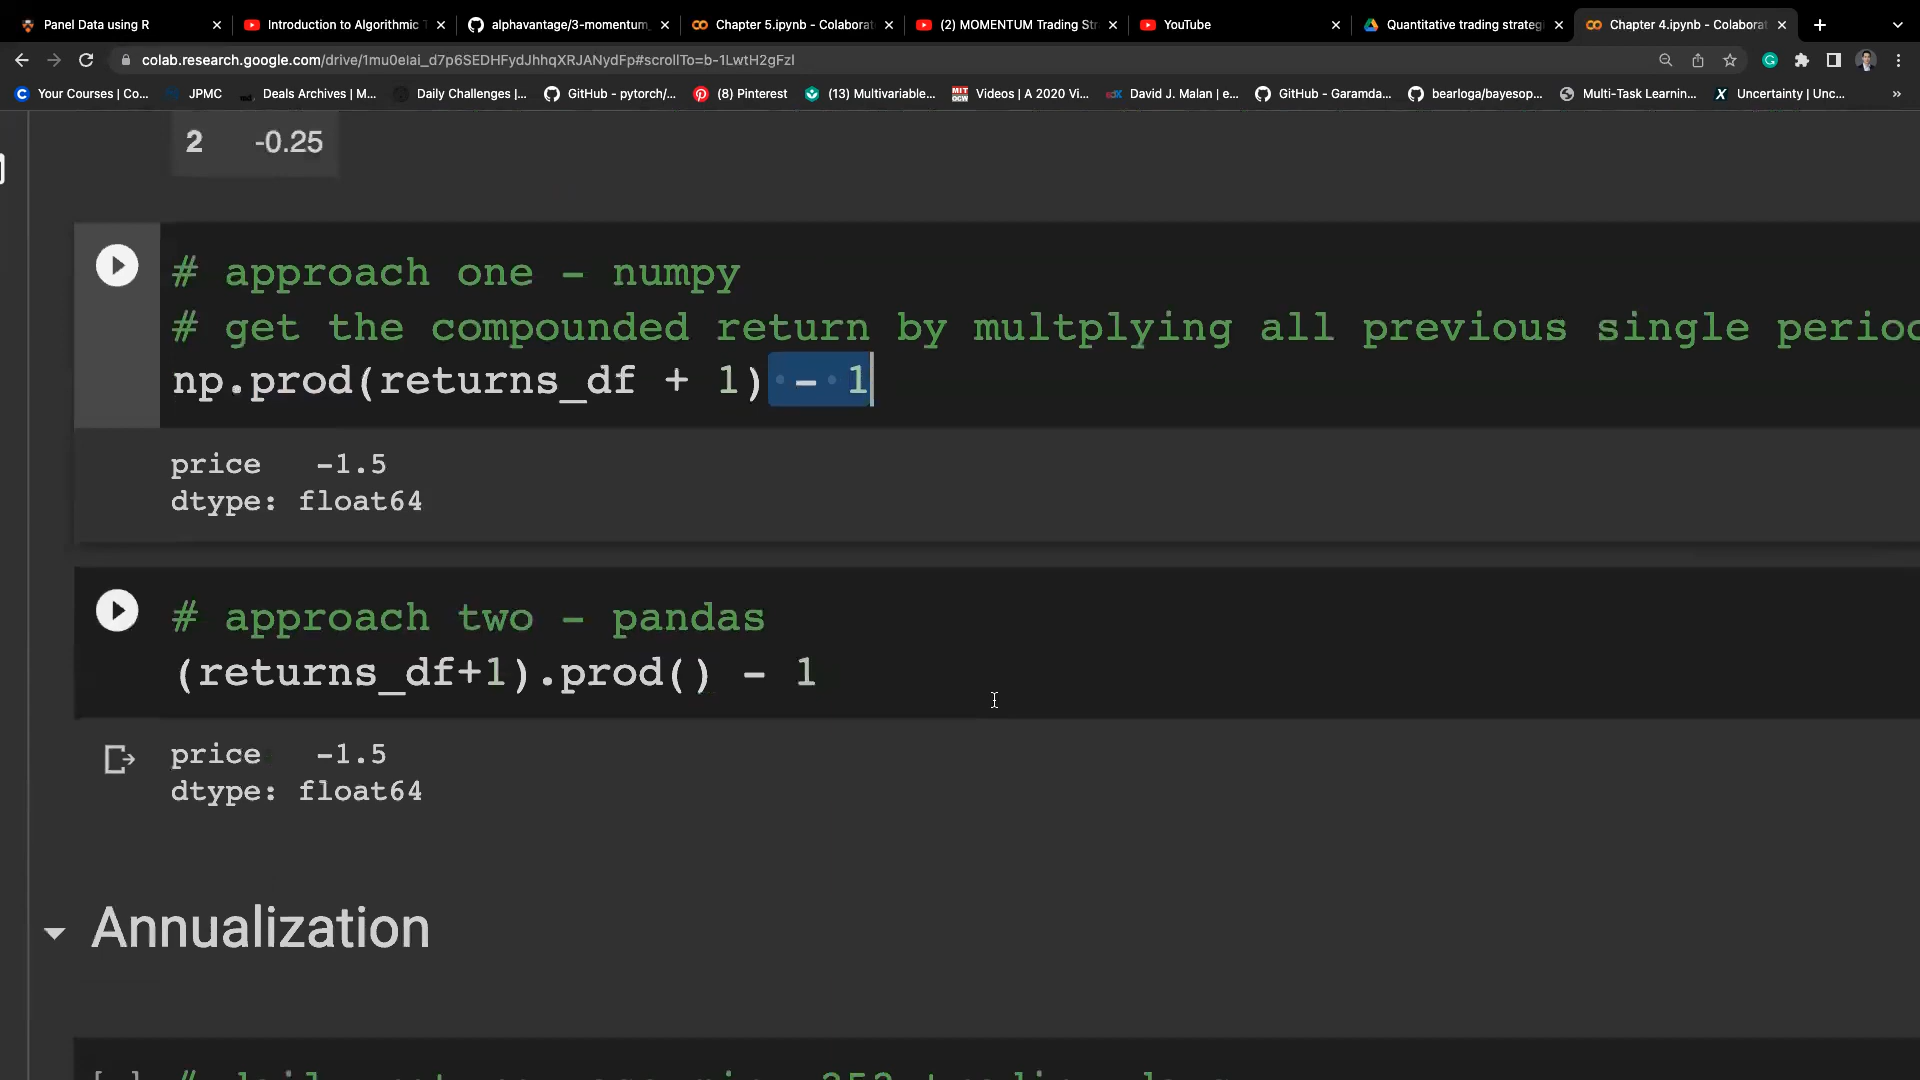 Panel Data using R
Introduction to Algorithmic T
alphavantage/3-momentum_
Chapter 5.ipynb - Colaborat
(2) MOMENTUM Trading Str
YouTube
Quantitative trading strateg
Chapter 4.ipynb - Colaborat
colab.research.google.com/drive/1mu0elai_d7p6SEDHFydJhhqXRJANydFp#scrollTo=b-1LwtH2gFzI
Your Courses | Co...
JPMC
Deals Archives | M...
Daily Challenges |...
GitHub - pytorch/...
(8) Pinterest
(13) Multivariable...
Videos | A 2020 Vi...
David J. Malan | e...
GitHub - Garamda...
bearloga/bayesop...
Multi-Task Learnin...
Uncertainty | Unc...
2 -0.25
# approach one - numpy
# get the compounded return by multplying all previous single period
np.prod(returns_df + 1) - 1
price -1.5
dtype: float64
# approach two - pandas
(returns_df+1).prod() - 1
price -1.5
dtype: float64
Annualization